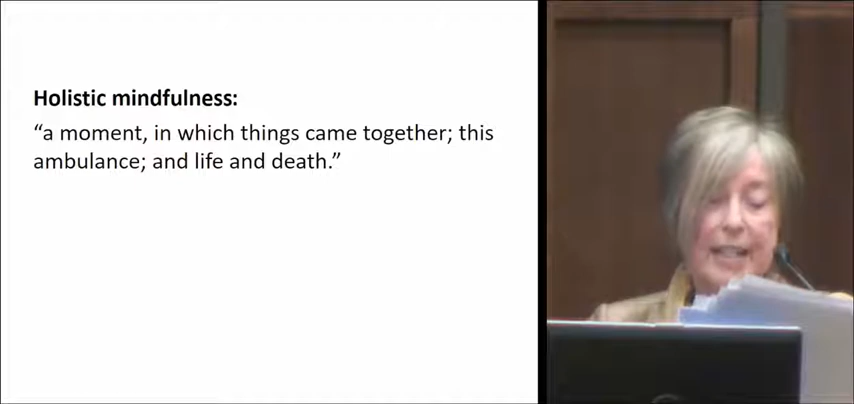 Holistic mindfulness:
“a moment, in which things came together; this
ambulance; and life and death.”